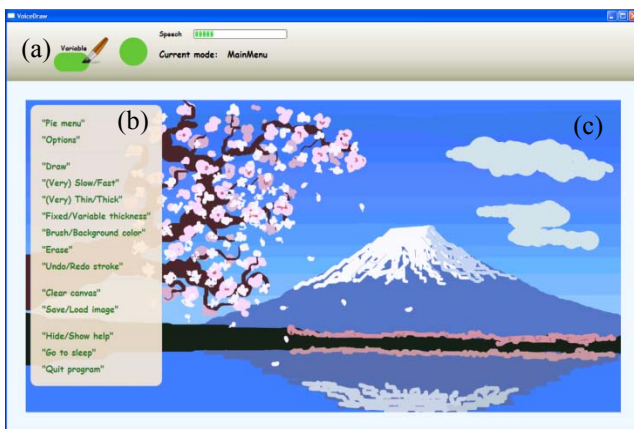 VoiceDraw
(a)
Variable
Speech
Current mode: MainMenu
(b)
(c)
"Pie menu"
"Options"
"Draw"
"(Very) Slow/Fast"
"(Very) Thin/Thick"
"Fixed/Variable thickness"
"Brush/Background color"
"Erase"
"Undo/Redo stroke"
"Clear canvas"
"Save/Load image"
"Hide/Show help"
"Go to sleep"
"Quit program"